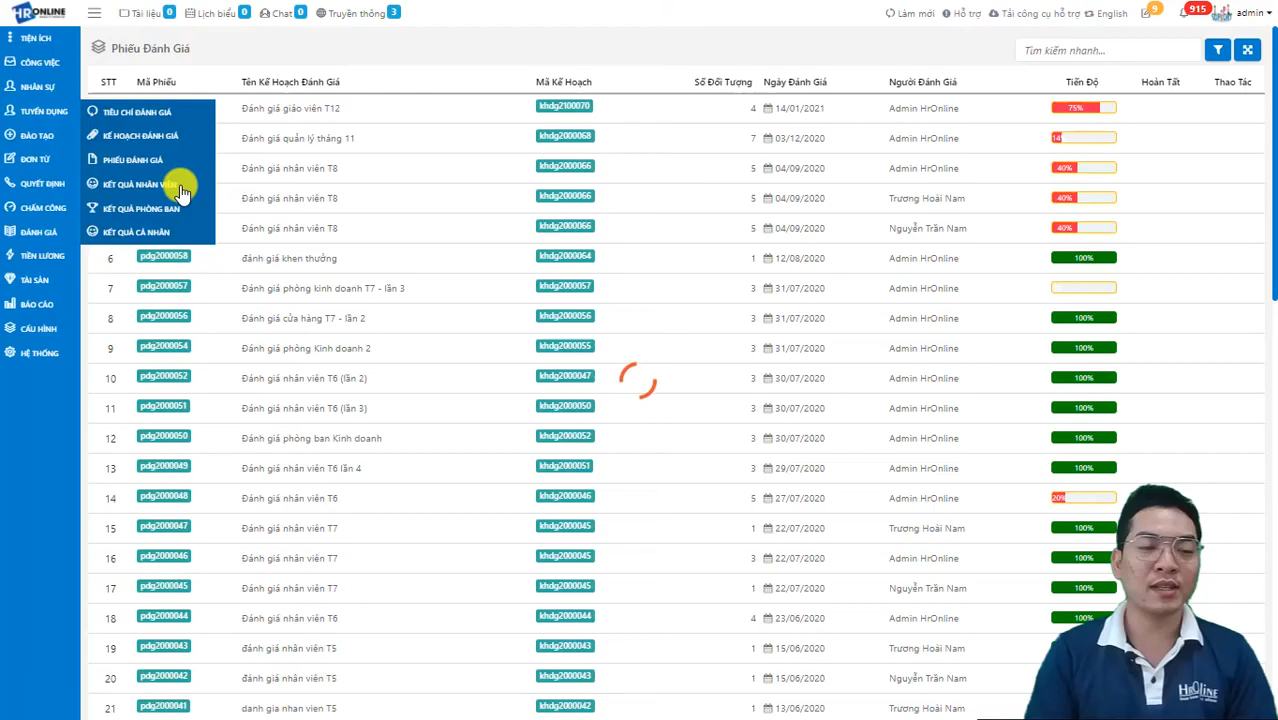 HRONLINE
Tài liệu 0
Lịch biểu 0
Chat 0
Truyền thông 3
Làm mới
Hỗ trợ
Tải công cụ hỗ trợ
English
9
915
admin
TIỆN ÍCH
CÔNG VIỆC
NHÂN SỰ
TUYỂN DỤNG
ĐÀO TẠO
ĐƠN TỪ
QUYẾT ĐỊNH
CHẤM CÔNG
ĐÁNH GIÁ
TIỀN LƯƠNG
TÀI SẢN
BÁO CÁO
CẤU HÌNH
HỆ THỐNG
TIÊU CHÍ ĐÁNH GIÁ
KẾ HOẠCH ĐÁNH GIÁ
PHIẾU ĐÁNH GIÁ
KẾT QUẢ NHÂN VIÊN
KẾT QUẢ PHÒNG BAN
KẾT QUẢ CÁ NHÂN
Phiếu Đánh Giá
Tìm kiếm nhanh...
STT Mã Phiếu Tên Kế Hoạch Đánh Giá Mã Kế Hoạch Số Đối Tượng Ngày Đánh Giá Người Đánh Giá Tiến Độ Hoàn Tất Thao Tác
Đánh giá giáo viên T12 khdg2100070 4 14/01/2021 Admin HrOnline 75%
Đánh giá quản lý tháng 11 khdg2000068 7 03/12/2020 Admin HrOnline
Đánh giá nhân viên T8 khdg2000066 5 04/09/2020 Admin HrOnline 40%
Đánh giá nhân viên T8 khdg2000066 5 04/09/2020 Trương Hoài Nam 40%
Đánh giá nhân viên T8 khdg2000066 5 04/09/2020 Nguyễn Trần Nam 40%
6 pdg2000058 đánh giá khen thưởng khdg2000064 1 12/08/2020 Admin HrOnline 100%
7 pdg2000057 Đánh giá phòng kinh doanh T7 - lần 3 khdg2000057 3 31/07/2020 Admin HrOnline
8 pdg2000056 Đánh giá cửa hàng T7 - lần 2 khdg2000056 3 31/07/2020 Admin HrOnline 100%
9 pdg2000054 Đánh giá phòng Kinh doanh 2 khdg2000055 3 31/07/2020 Admin HrOnline 100%
10 pdg2000052 Đánh giá nhân viên T6 (lần 2) khdg2000047 3 30/07/2020 Admin HrOnline 100%
11 pdg2000051 Đánh giá nhân viên T6 (lần 3) khdg2000050 3 30/07/2020 Admin HrOnline 100%
12 pdg2000050 Đánh giá phòng ban Kinh doanh khdg2000052 3 30/07/2020 Admin HrOnline 100%
13 pdg2000049 Đánh giá nhân viên T6 lần 4 khdg2000051 3 29/07/2020 Admin HrOnline 100%
14 pdg2000048 Đánh giá nhân viên T6 khdg2000046 5 27/07/2020 Admin HrOnline 20%
15 pdg2000047 Đánh giá nhân viên T7 khdg2000045 1 22/07/2020 Trương Hoài Nam 100%
16 pdg2000046 Đánh giá nhân viên T7 khdg2000045 1 22/07/2020 Admin HrOnline 100%
17 pdg2000045 Đánh giá nhân viên T7 khdg2000045 1 22/07/2020 Nguyễn Trần Nam 100%
18 pdg2000044 Đánh giá nhân viên T6 khdg2000044 4 23/06/2020 Admin HrOnline 100%
19 pdg2000043 đánh giá nhân viên T5 khdg2000043 1 15/06/2020 Trương Hoài Nam
20 pdg2000042 đánh giá nhân viên T5 khdg2000043 1 15/06/2020 Nguyễn Trần Nam
21 pdg2000041 danh gia nhan vien T5 khdg2000042 1 13/06/2020 Trương Hoài Nam
HROnline